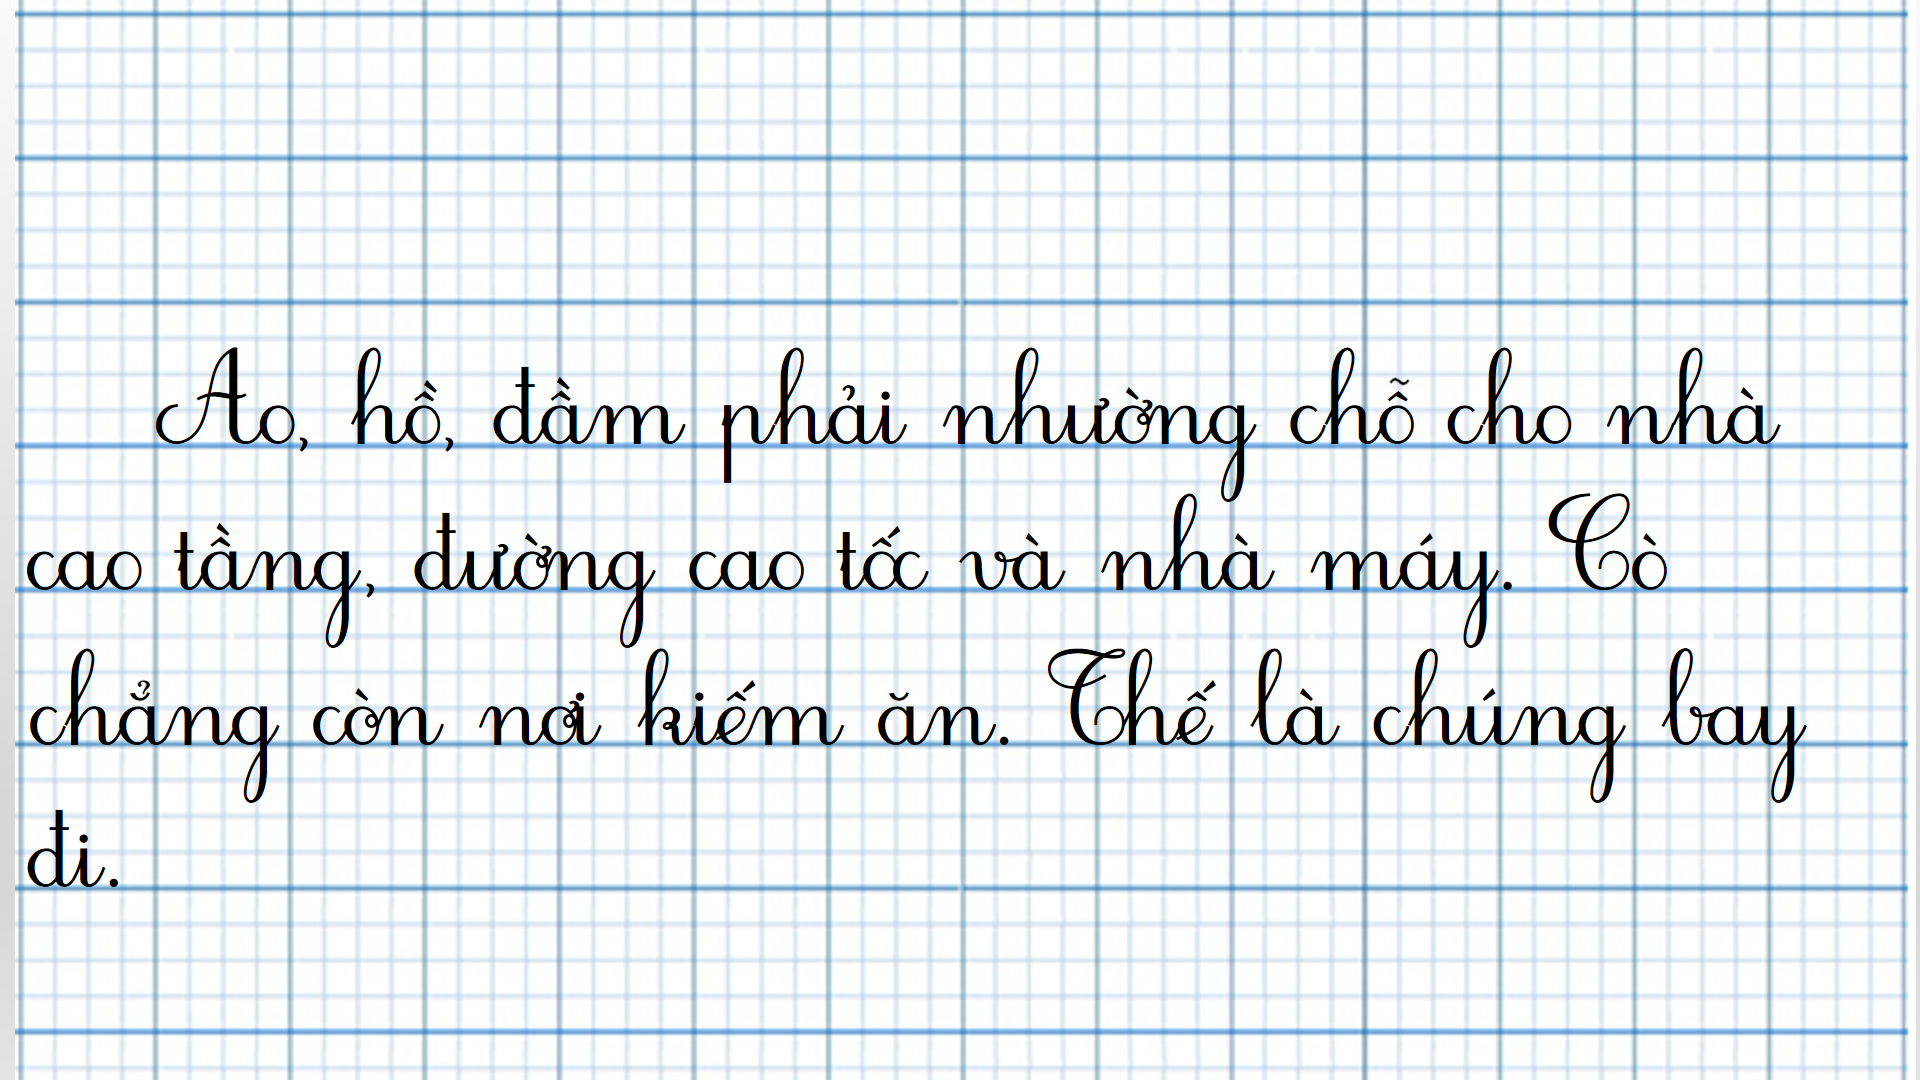 Ao, hồ, đầm phải nhường chỗ cho nhà
cao tầng, đường cao tốc và nhà máy. Cò
chẳng còn nơi kiếm ăn. Thế là chúng bay
đi.